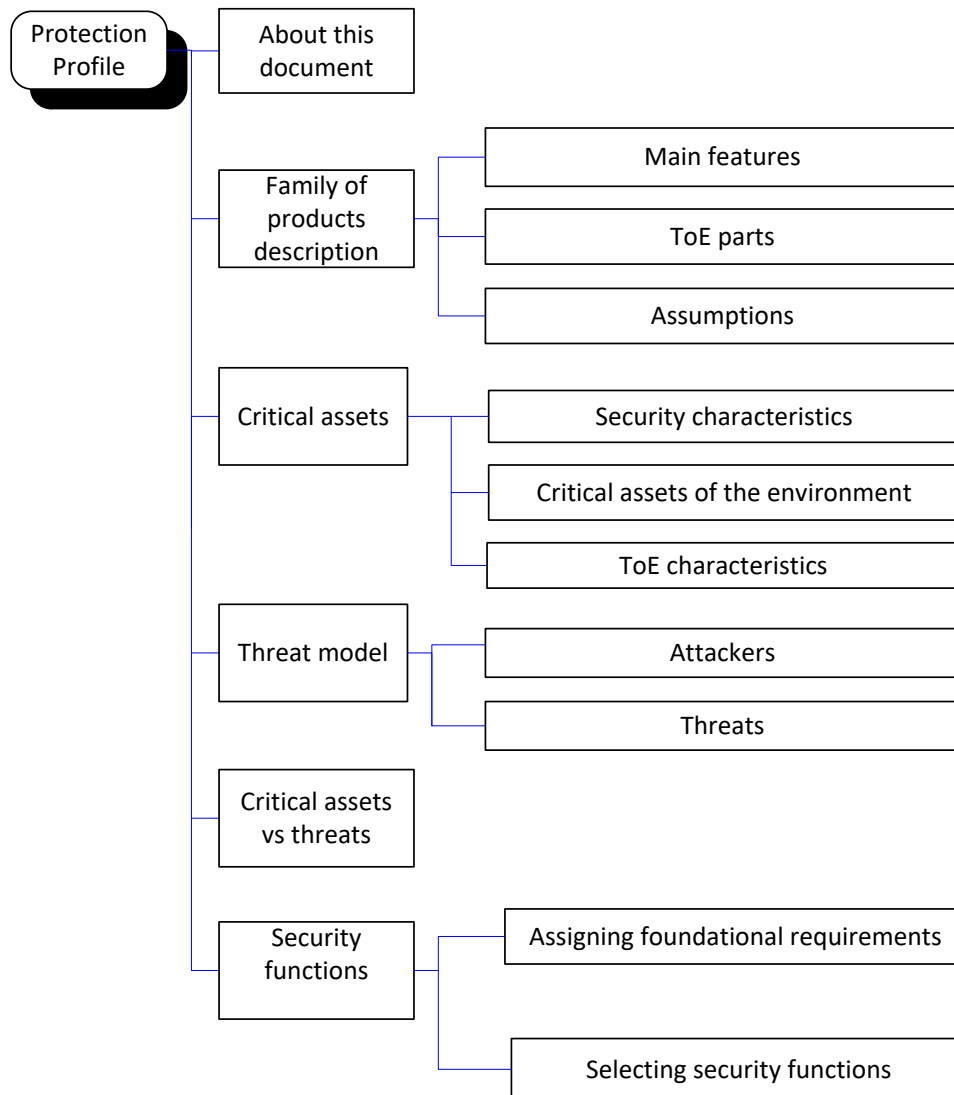 Protection
Profile
About this
document
Family of
products
description
Main features
ToE parts
Assumptions
Critical assets
Security characteristics
Critical assets of the environment
ToE characteristics
Threat model
Attackers
Threats
Critical assets
vs threats
Security
functions
Assigning foundational requirements
Selecting security functions